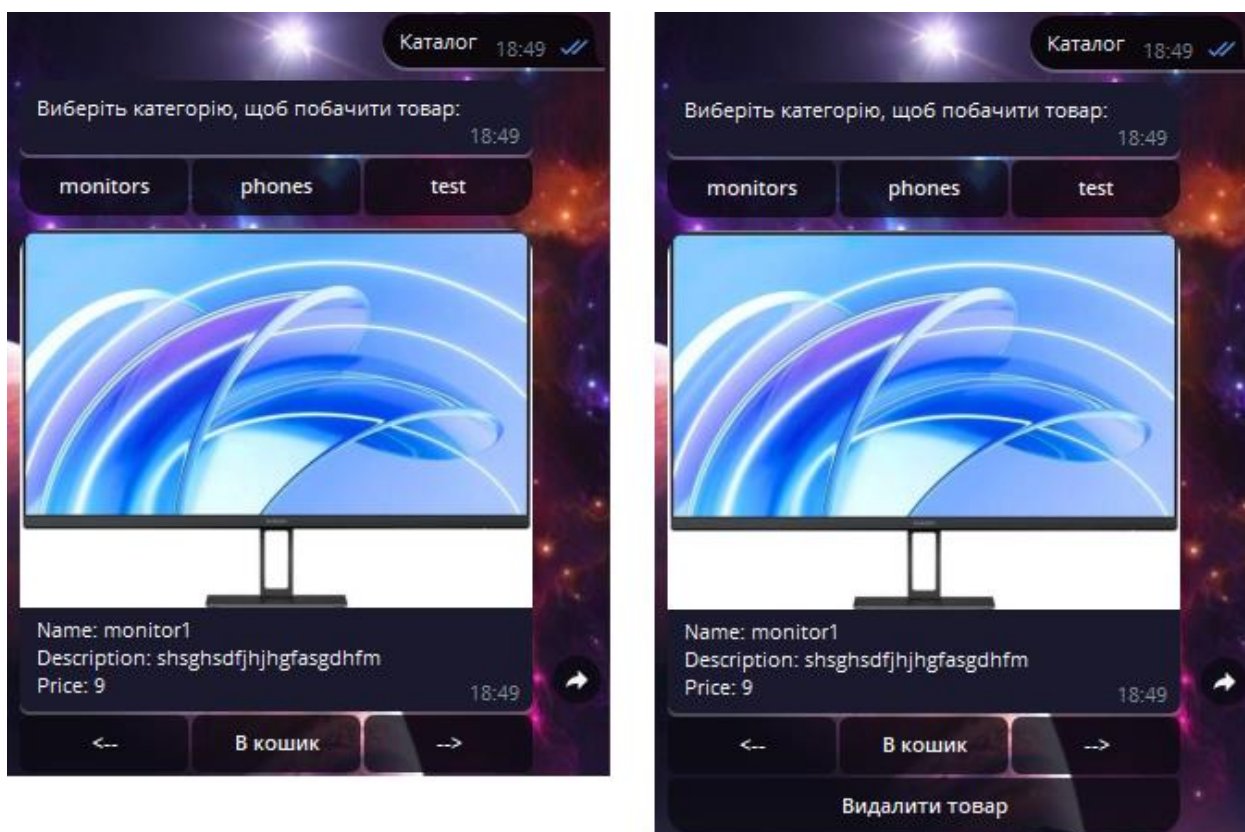 Каталог 18:49
Виберіть категорію, щоб побачити товар:
18:49
monitors phones test
Name: monitor1
Description: shsghsdfjhjhgfasgdhfm
Price: 9
18:49
<-- В кошик -->
Каталог 18:49
Виберіть категорію, щоб побачити товар:
18:49
monitors phones test
Name: monitor1
Description: shsghsdfjhjhgfasgdhfm
Price: 9
18:49
<-- В кошик -->
Видалити товар